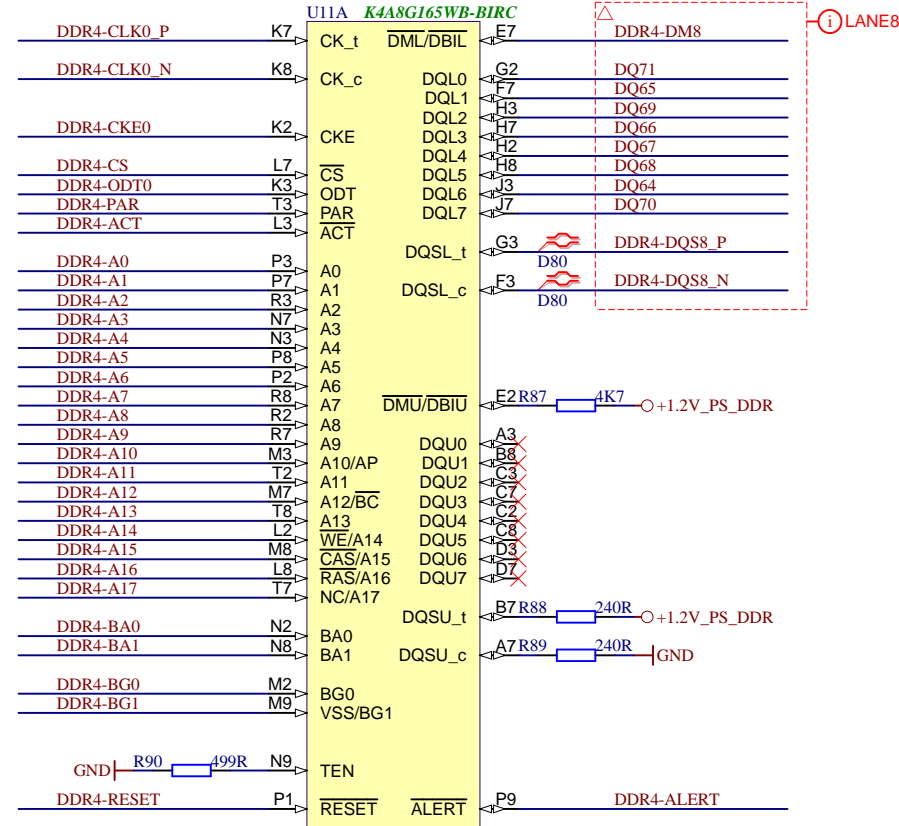 U11A K4A8G165WB-BIRC
LANE8
DDR4-CLK0_P K7 CK_t DML/DBIL E7 DDR4-DM8
DDR4-CLK0_N K8 CK_c DQL0 G2 DQ71
DQL1 F7 DQ65
DQL2 H3 DQ69
DDR4-CKE0 K2 CKE DQL3 H7 DQ66
DQL4 H2 DQ67
DDR4-CS L7 CS DQL5 H8 DQ68
DDR4-ODT0 K3 ODT DQL6 J3 DQ64
DDR4-PAR T3 PAR DQL7 J7 DQ70
DDR4-ACT L3 ACT
DQSL_t G3 D80 DDR4-DQS8_P
DDR4-A0 P3 A0
DDR4-A1 P7 A1 DQSL_c F3 D80 DDR4-DQS8_N
DDR4-A2 R3 A2
DDR4-A3 N7 A3
DDR4-A4 N3 A4
DDR4-A5 P8 A5
DDR4-A6 P2 A6
DDR4-A7 R8 A7 DMU/DBIU E2 R87 4K7 +1.2V_PS_DDR
DDR4-A8 R2 A8
DDR4-A9 R7 A9 DQU0 A3
DDR4-A10 M3 A10/AP DQU1 B8
DDR4-A11 T2 A11 DQU2 C3
DDR4-A12 M7 A12/BC DQU3 C7
DDR4-A13 T8 A13 DQU4 C2
DDR4-A14 L2 WE/A14 DQU5 C8
DDR4-A15 M8 CAS/A15 DQU6 D3
DDR4-A16 L8 RAS/A16 DQU7 D7
DDR4-A17 T7 NC/A17
DQSU_t B7 R88 240R +1.2V_PS_DDR
DDR4-BA0 N2 BA0
DDR4-BA1 N8 BA1 DQSU_c A7 R89 240R GND
DDR4-BG0 M2 BG0
DDR4-BG1 M9 VSS/BG1
GND R90 499R N9 TEN
DDR4-RESET P1 RESET ALERT P9 DDR4-ALERT